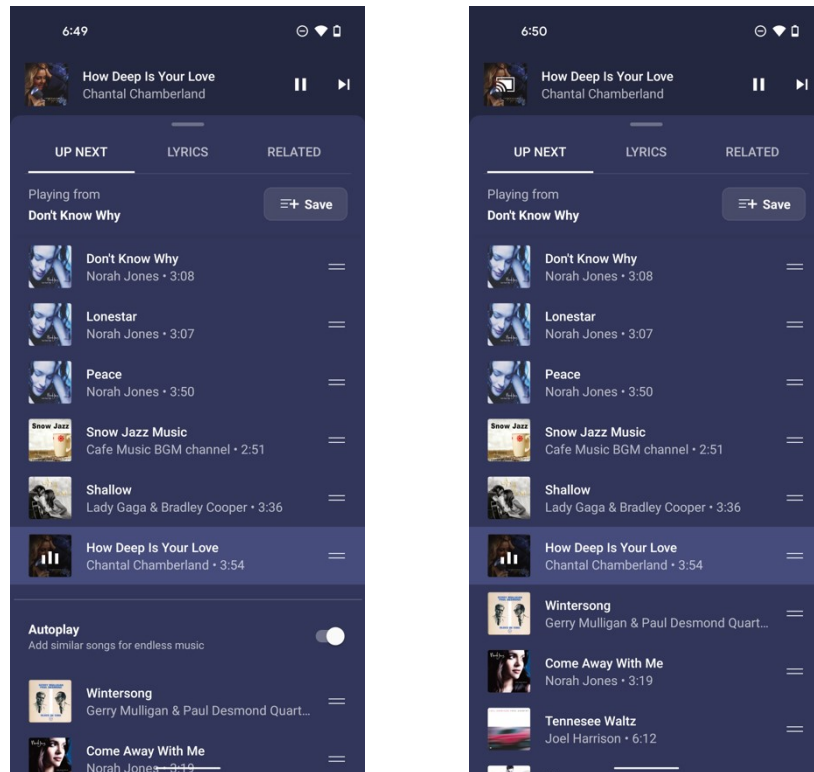 6:49
How Deep Is Your Love
Chantal Chamberland
UP NEXT LYRICS RELATED
Playing from
Don't Know Why
Save
Don't Know Why
Norah Jones • 3:08
Lonestar
Norah Jones • 3:07
Peace
Norah Jones • 3:50
Snow Jazz
Snow Jazz Music
Cafe Music BGM channel • 2:51
Shallow
Lady Gaga & Bradley Cooper • 3:36
How Deep Is Your Love
Chantal Chamberland • 3:54
Autoplay
Add similar songs for endless music
Wintersong
Gerry Mulligan & Paul Desmond Quart...
Come Away With Me
Norah Jones • 3:19
6:50
How Deep Is Your Love
Chantal Chamberland
UP NEXT LYRICS RELATED
Playing from
Don't Know Why
Save
Don't Know Why
Norah Jones • 3:08
Lonestar
Norah Jones • 3:07
Peace
Norah Jones • 3:50
Snow Jazz
Snow Jazz Music
Cafe Music BGM channel • 2:51
Shallow
Lady Gaga & Bradley Cooper • 3:36
How Deep Is Your Love
Chantal Chamberland • 3:54
Wintersong
Gerry Mulligan & Paul Desmond Quart...
Come Away With Me
Norah Jones • 3:19
Tennesee Waltz
Joel Harrison • 6:12